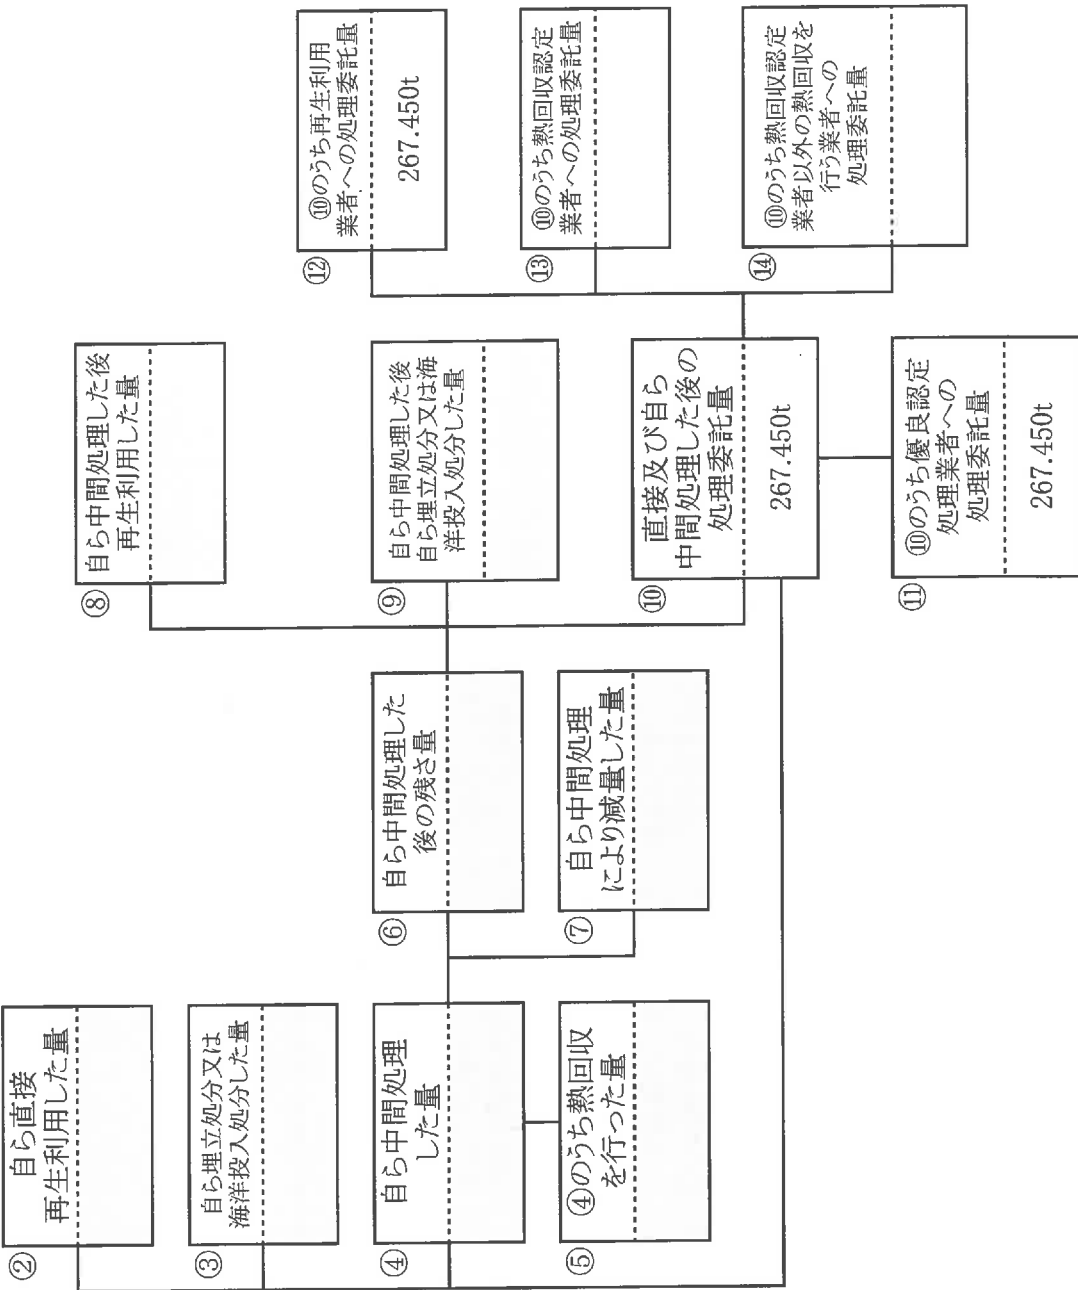 ②
自ら直接
再生利用した量
③
自ら埋立処分又は
海洋投入処分した量
④
自ら中間処理
した量
⑤
④のうち熱回収
を行った量
⑥
自ら中間処理した
後の残さ量
⑦
自ら中間処理
により減量した量
⑧
自ら中間処理した後
再生利用した量
⑨
自ら中間処理した後
自ら埋立処分又は海
洋投入処分した量
⑩
直接及び自ら
中間処理した後の
処理委託量
267.450t
⑪
⑩のうち優良認定
処理業者への
処理委託量
267.450t
⑫
⑩のうち再生利用
業者への処理委託量
267.450t
⑬
⑩のうち熱回収認定
業者への処理委託量
⑭
⑩のうち熱回収認定
業者以外の熱回収を
行う業者への
処理委託量